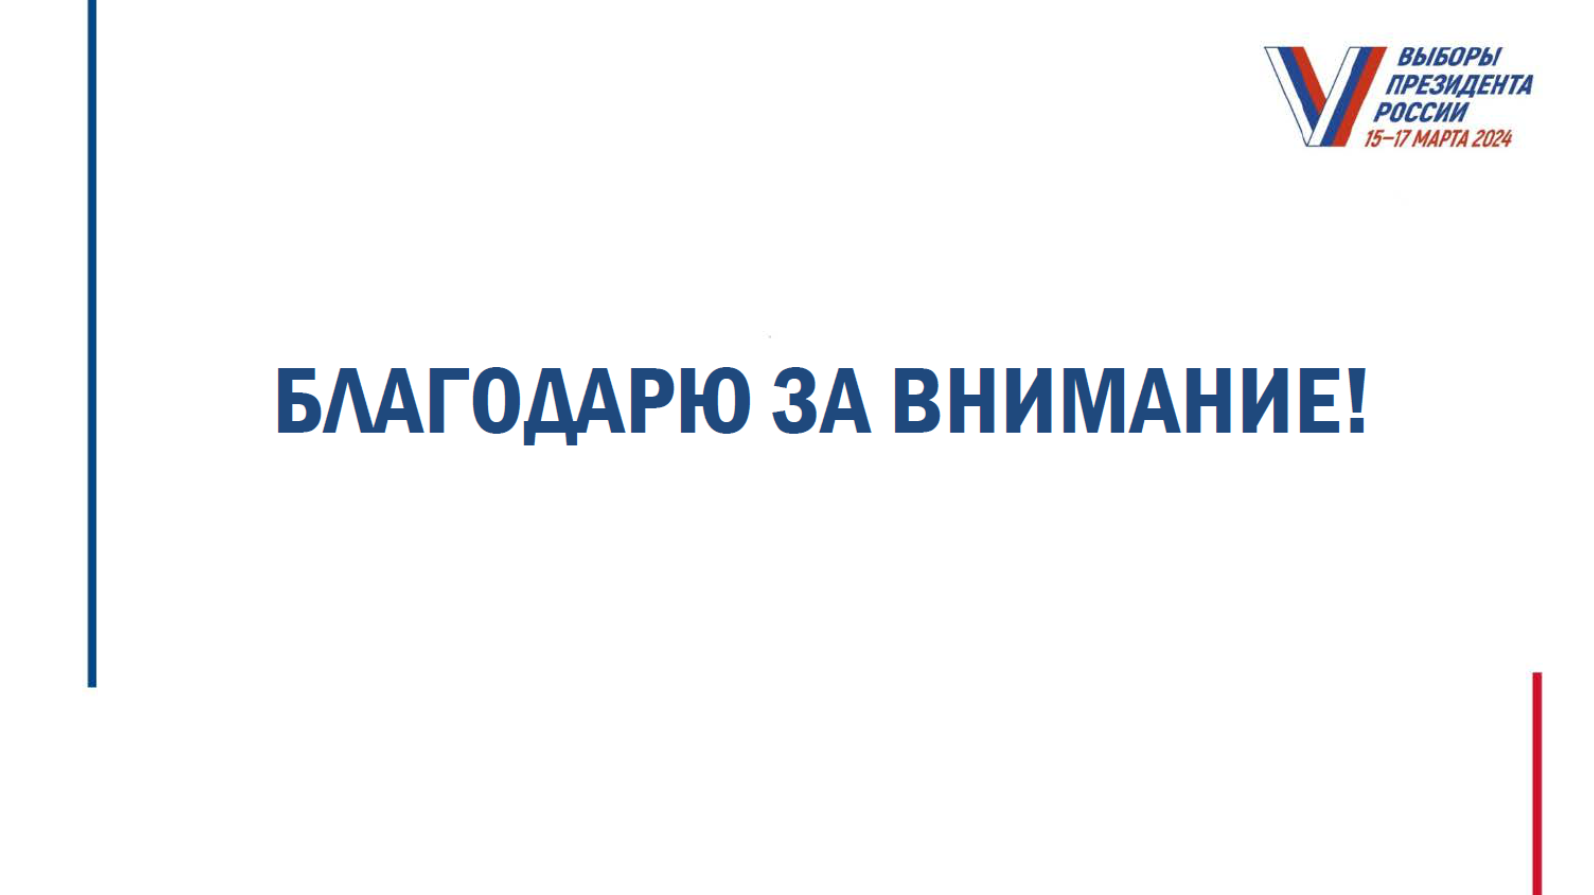 ВЫБОРЫ
ПРЕЗИДЕНТА
РОССИИ
15–17 МАРТА 2024
БЛАГОДАРЮ ЗА ВНИМАНИЕ!